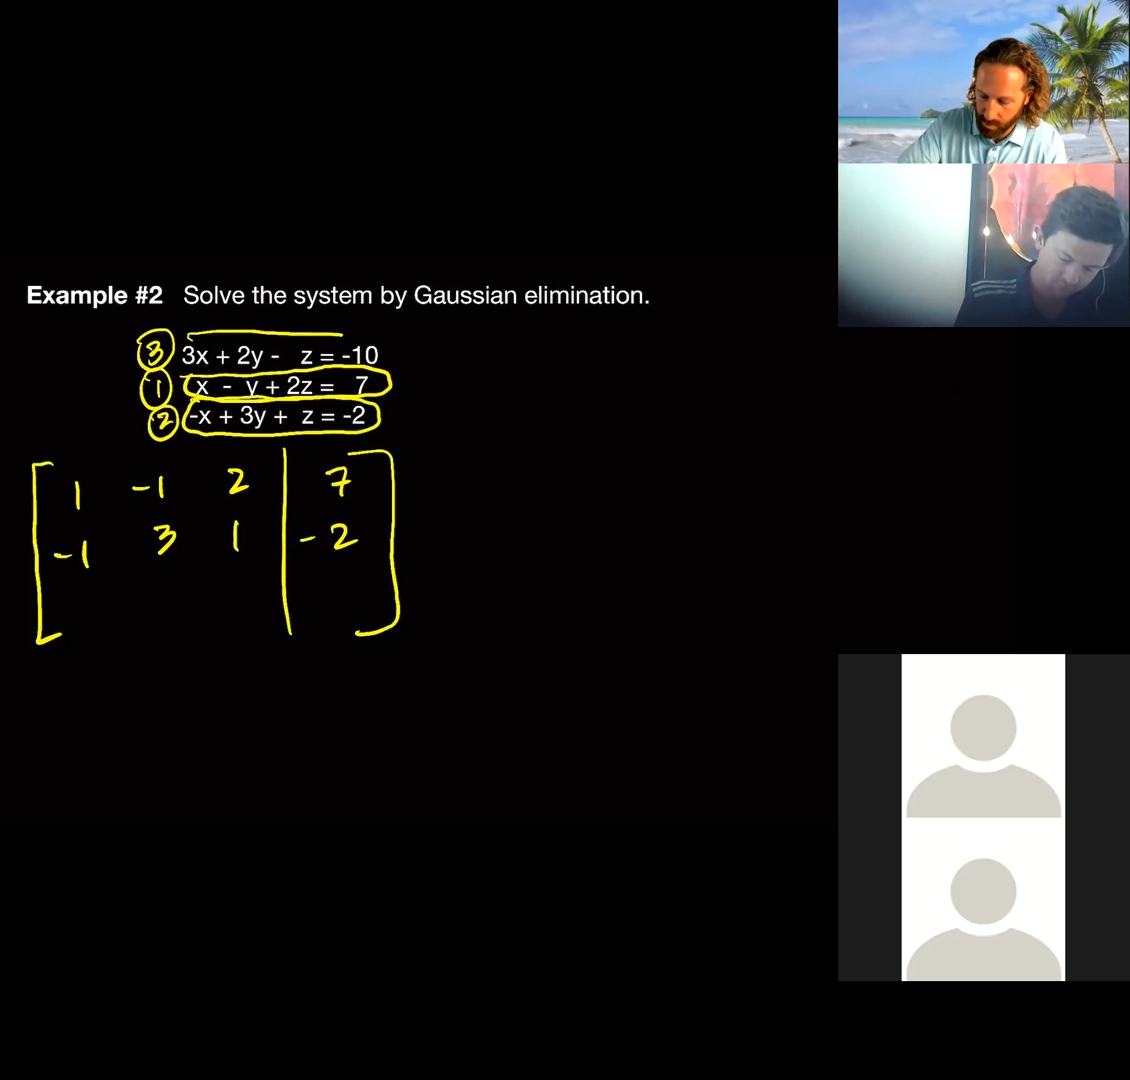 Example #2 Solve the system by Gaussian elimination.
3 3x + 2y - z = -10
1 x - y + 2z = 7
2 -x + 3y + z = -2
1 -1 2 7
-1 3 1 -2